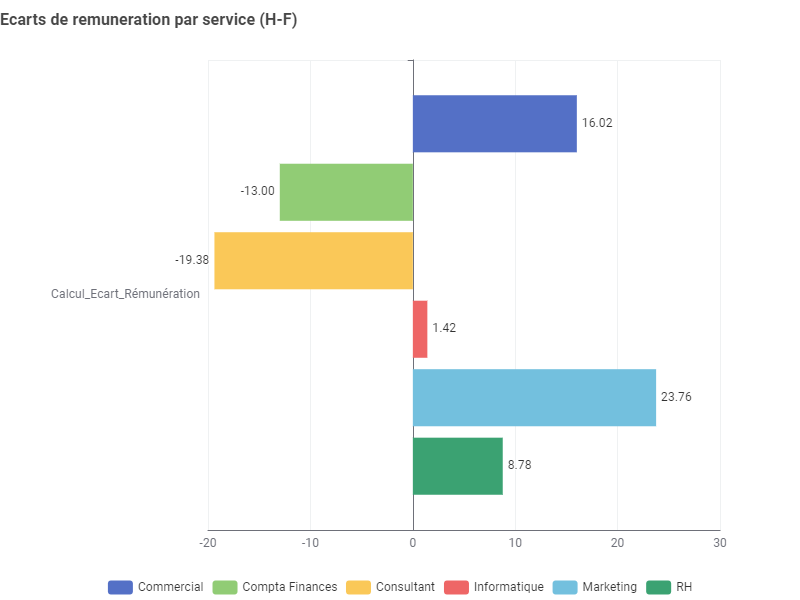 Ecarts de remuneration par service (H-F)
16.02
-13.00
-19.38
Calcul_Ecart_Rémunération
1.42
23.76
8.78
-20 -10 0 10 20 30
Commercial Compta Finances Consultant Informatique Marketing RH